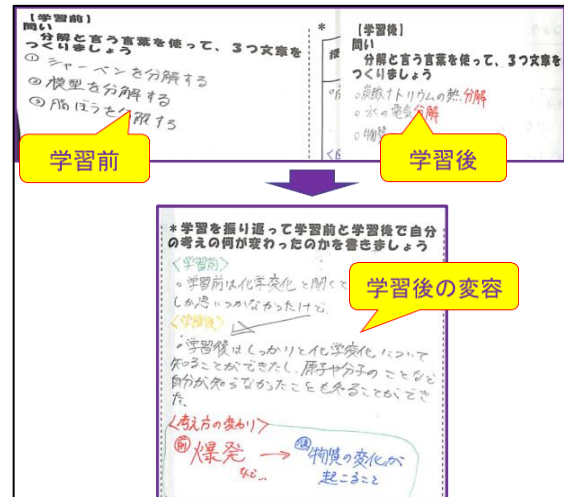 【学習前】
問い
分解と言う言葉を使って、３つ文章を
つくりましょう
① シャーペンを分解する
② 模型を分解する
③ 脂ぼうを分解する
学習前
*
【学習後】
問い
分解と言う言葉を使って、３つ文章を
つくりましょう
○炭酸ナトリウムの熱分解
○水の電気分解
○物質
学習後
*学習を振り返って学習前と学習後で自分
の考えの何が変わったのかを書きましょう
<学習前>
○学習前は化学変化と聞くと
しか思いつかなかったけど、
学習後の変容
<学習後>
○学習後はしっかりと化学変化について
知ることができたし、原子や分子のことなど
自分が知らなかったことも知ることができ
た。
<考え方の変わり>
前 爆発 など… → 後 物質の変化が
起こること